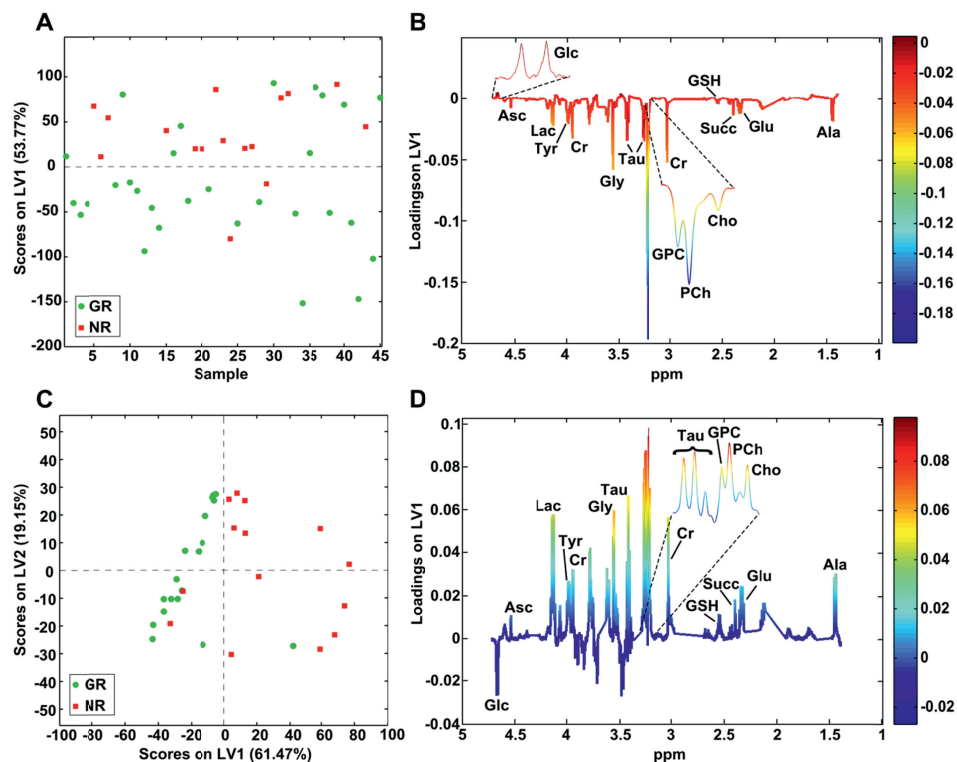 A
Scores on LV1 (53.77%)
100
50
0
-50
-100
-150
-200
5 10 15 20 25 30 35 40 45
Sample
GR
NR
B
Loadingson LV1
0
-0.05
-0.1
-0.15
-0.2
5 4.5 4 3.5 3 2.5 2 1.5 1
ppm
Glc
Asc
Lac
Tyr
Cr
Gly
Tau
Cr
GSH
Succ
Glu
Ala
GPC
PCh
Cho
0
-0.02
-0.04
-0.06
-0.08
-0.1
-0.12
-0.14
-0.16
-0.18
C
Scores on LV2 (19.15%)
50
40
30
20
10
0
-10
-20
-30
-40
-50
-100 -80 -60 -40 -20 0 20 40 60 80 100
Scores on LV1 (61.47%)
GR
NR
D
Loadings on LV1
0.1
0.08
0.06
0.04
0.02
0
-0.02
-0.04
5 4.5 4 3.5 3 2.5 2 1.5 1
ppm
Glc
Asc
Lac
Tyr
Cr
Gly
Tau
Tau
GPC
PCh
Cho
Cr
GSH
Succ
Glu
Ala
0.08
0.06
0.04
0.02
0
-0.02